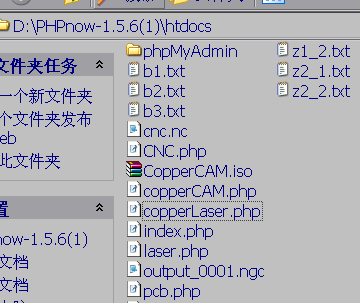 D:\PHPnow-1.5.6(1)\htdocs
文件夹任务
一个新文件夹
个文件夹发布
eb
此文件夹
置
now-1.5.6(1)
文档
文档
phpMyAdmin
b1.txt
b2.txt
b3.txt
cnc.nc
CNC.php
CopperCAM.iso
copperCAM.php
copperLaser.php
index.php
laser.php
output_0001.ngc
pcb.php
z1_2.txt
z2_1.txt
z2_2.txt